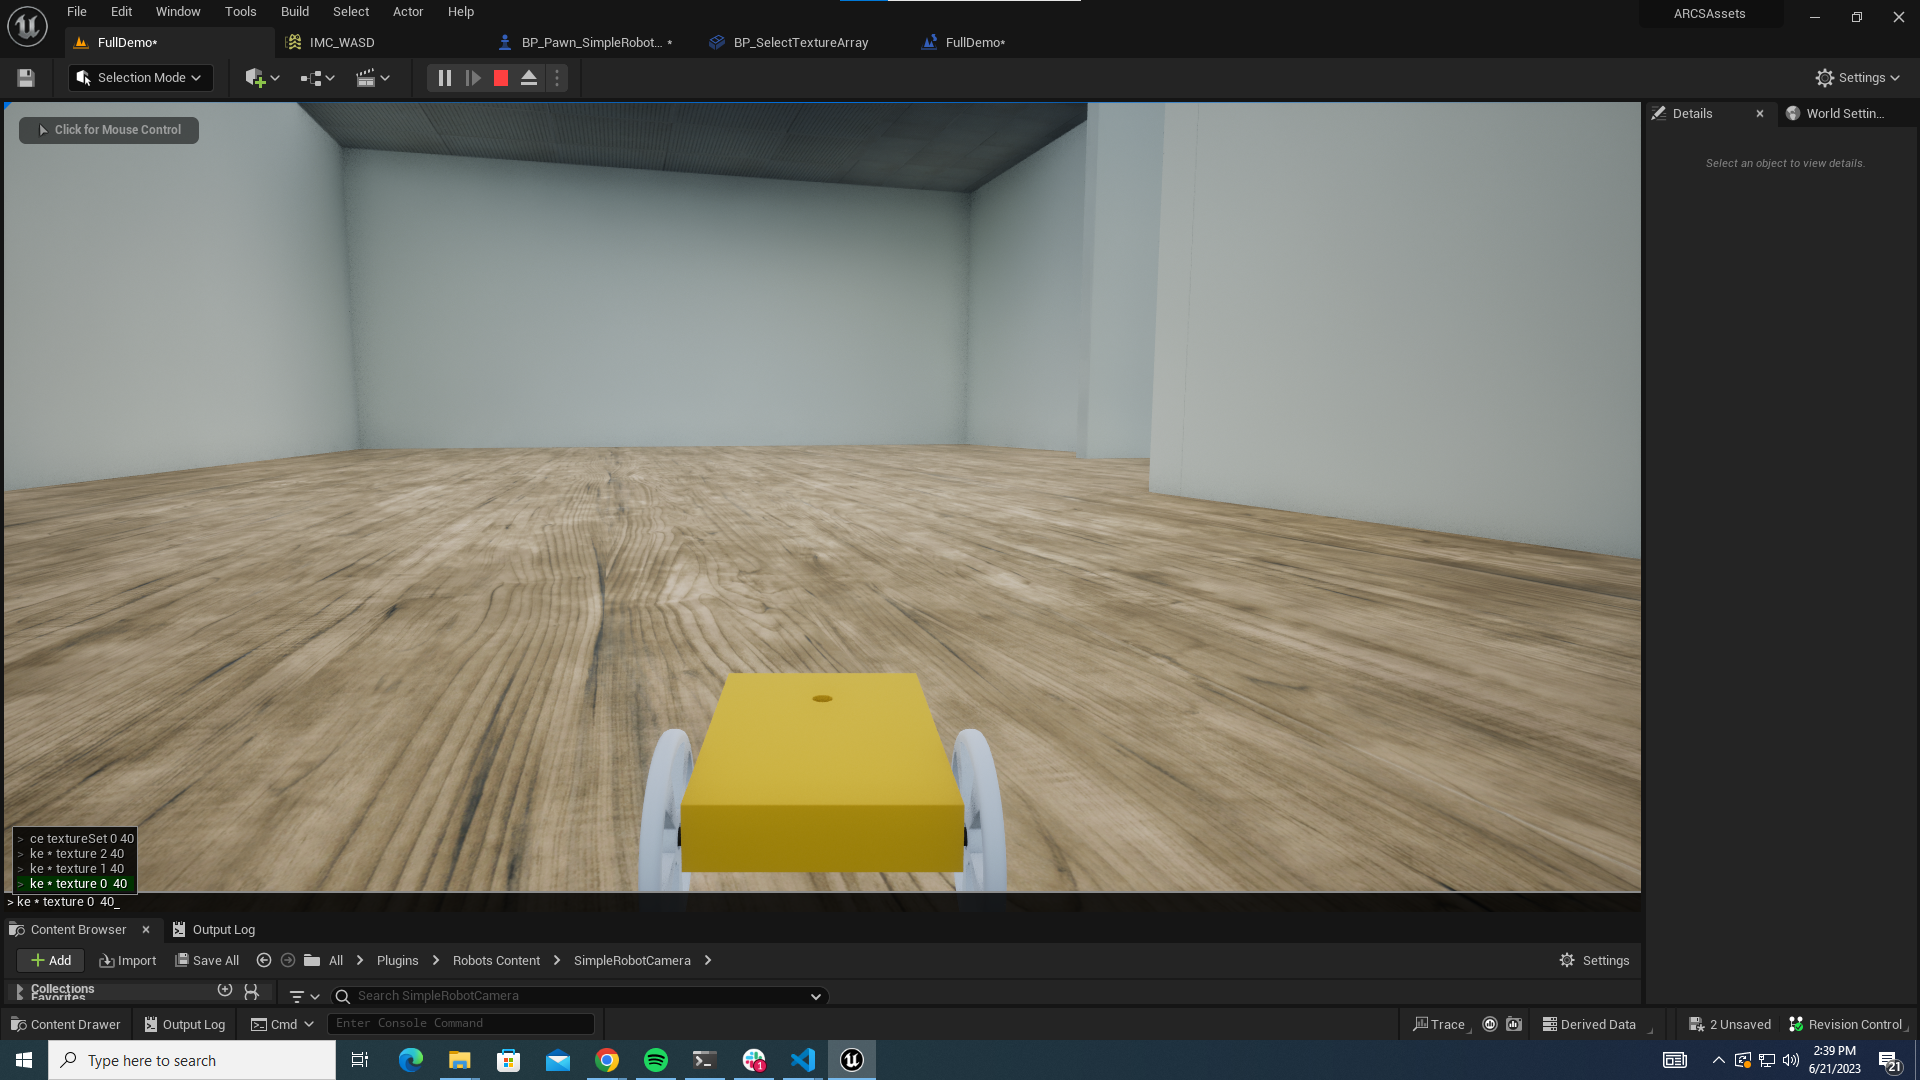 File Edit Window Tools Build Select Actor Help
ARCSAssets
FullDemo* IMC_WASD BP_Pawn_SimpleRobot... * BP_SelectTextureArray FullDemo*
Selection Mode
Settings
Click for Mouse Control
Details
World Settin...
Select an object to view details.
> ce textureSet 0 40
> ke * texture 2 40
> ke * texture 1 40
> ke * texture 0  40
> ke * texture 0  40_
Content Browser
Output Log
Add Import Save All All Plugins Robots Content SimpleRobotCamera Settings
Collections
Favorites
Search SimpleRobotCamera
Content Drawer Output Log Cmd Enter Console Command Trace Derived Data 2 Unsaved Revision Control
Type here to search
1
2:39 PM
6/21/2023
21